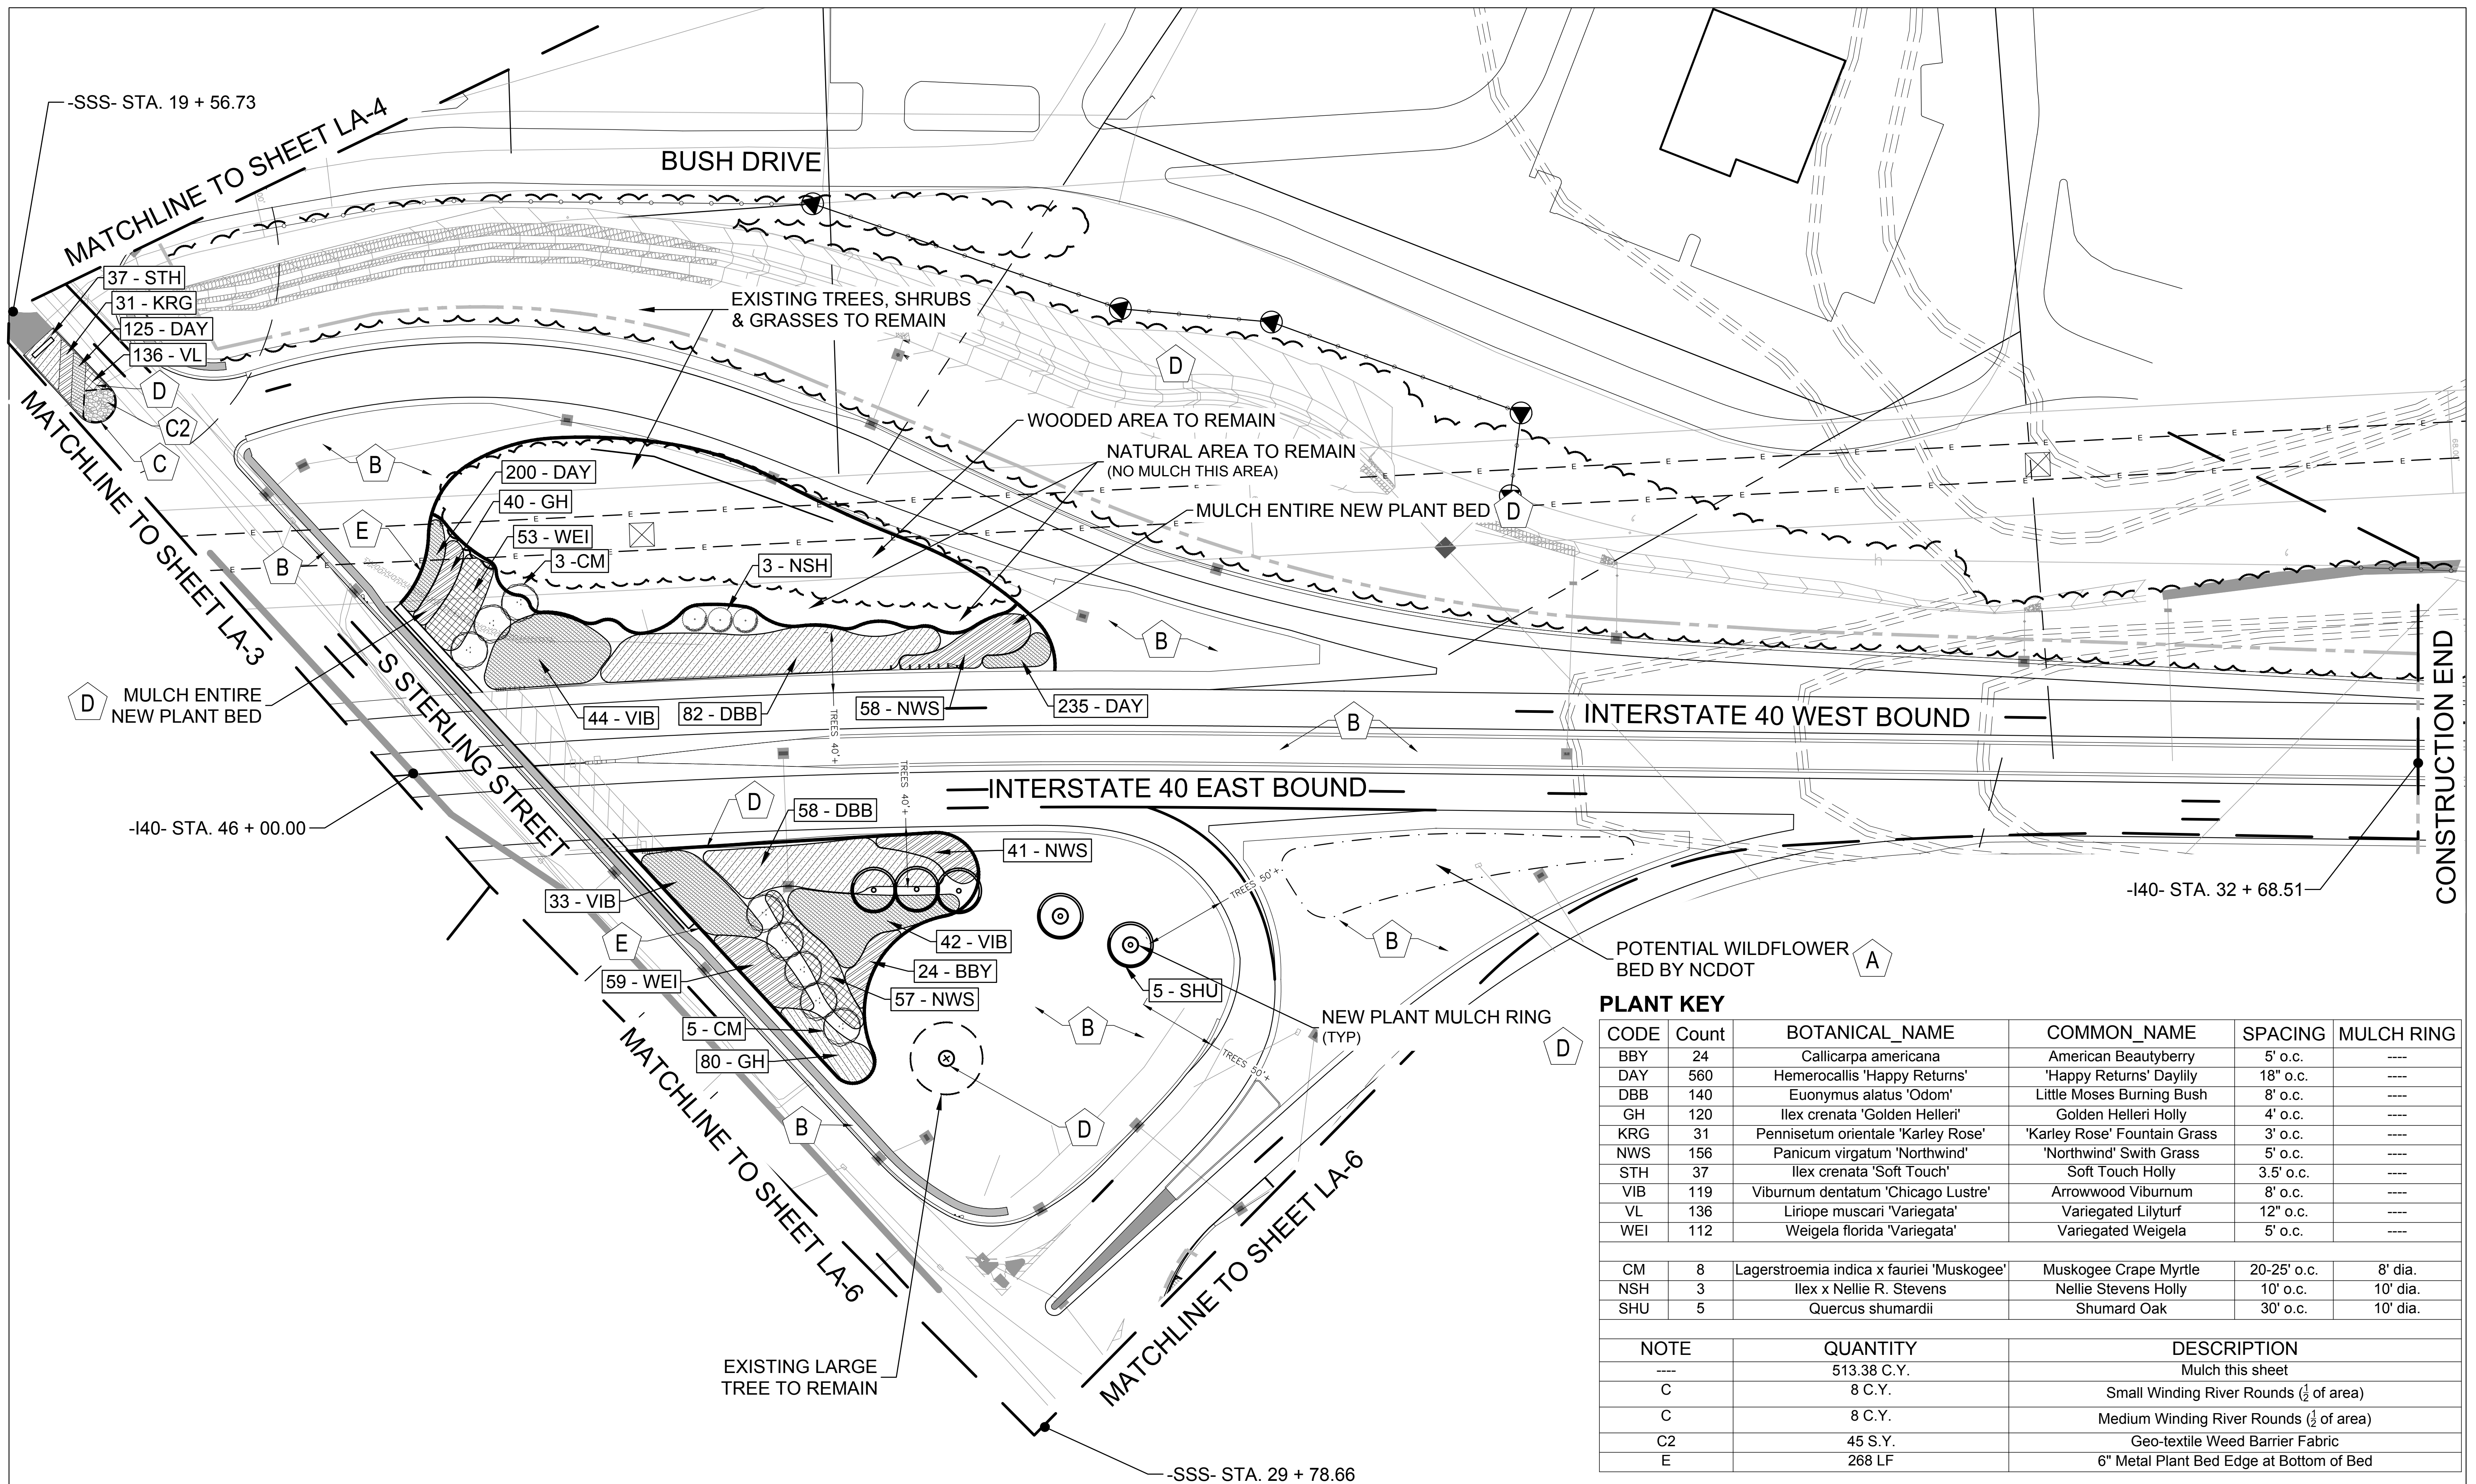 -SSS- STA. 19 + 56.73
MATCHLINE TO SHEET LA-4
BUSH DRIVE
37 - STH
31 - KRG
125 - DAY
136 - VL
D
C2
C
EXISTING TREES, SHRUBS
& GRASSES TO REMAIN
D
WOODED AREA TO REMAIN
NATURAL AREA TO REMAIN
(NO MULCH THIS AREA)
MULCH ENTIRE NEW PLANT BED
D
MATCHLINE TO SHEET LA-3
B
200 - DAY
40 - GH
53 - WEI
3 -CM
3 - NSH
E
B
B
D
MULCH ENTIRE
NEW PLANT BED
S STERLING STREET
44 - VIB
82 - DBB
58 - NWS
235 - DAY
TREES 40'+
TREES 40'+
B
INTERSTATE 40 WEST BOUND
INTERSTATE 40 EAST BOUND
CONSTRUCTION END
-I40- STA. 46 + 00.00
-I40- STA. 32 + 68.51
D
58 - DBB
41 - NWS
33 - VIB
E
42 - VIB
24 - BBY
59 - WEI
57 - NWS
5 - CM
80 - GH
TREES 50'+
TREES 50'+
5 - SHU
B
B
NEW PLANT MULCH RING
(TYP)
D
POTENTIAL WILDFLOWER
BED BY NCDOT
A
B
D
MATCHLINE TO SHEET LA-6
MATCHLINE TO SHEET LA-6
EXISTING LARGE
TREE TO REMAIN
-SSS- STA. 29 + 78.66
PLANT KEY
CODE Count BOTANICAL_NAME COMMON_NAME SPACING MULCH RING
BBY 24 Callicarpa americana American Beautyberry 5' o.c. ----
DAY 560 Hemerocallis 'Happy Returns' 'Happy Returns' Daylily 18" o.c. ----
DBB 140 Euonymus alatus 'Odom' Little Moses Burning Bush 8' o.c. ----
GH 120 Ilex crenata 'Golden Helleri' Golden Helleri Holly 4' o.c. ----
KRG 31 Pennisetum orientale 'Karley Rose' 'Karley Rose' Fountain Grass 3' o.c. ----
NWS 156 Panicum virgatum 'Northwind' 'Northwind' Swith Grass 5' o.c. ----
STH 37 Ilex crenata 'Soft Touch' Soft Touch Holly 3.5' o.c. ----
VIB 119 Viburnum dentatum 'Chicago Lustre' Arrowwood Viburnum 8' o.c. ----
VL 136 Liriope muscari 'Variegata' Variegated Lilyturf 12" o.c. ----
WEI 112 Weigela florida 'Variegata' Variegated Weigela 5' o.c. ----
CM 8 Lagerstroemia indica x fauriei 'Muskogee' Muskogee Crape Myrtle 20-25' o.c. 8' dia.
NSH 3 Ilex x Nellie R. Stevens Nellie Stevens Holly 10' o.c. 10' dia.
SHU 5 Quercus shumardii Shumard Oak 30' o.c. 10' dia.
NOTE QUANTITY DESCRIPTION
---- 513.38 C.Y. Mulch this sheet
C 8 C.Y. Small Winding River Rounds (1/2 of area)
C 8 C.Y. Medium Winding River Rounds (1/2 of area)
C2 45 S.Y. Geo-textile Weed Barrier Fabric
E 268 LF 6" Metal Plant Bed Edge at Bottom of Bed